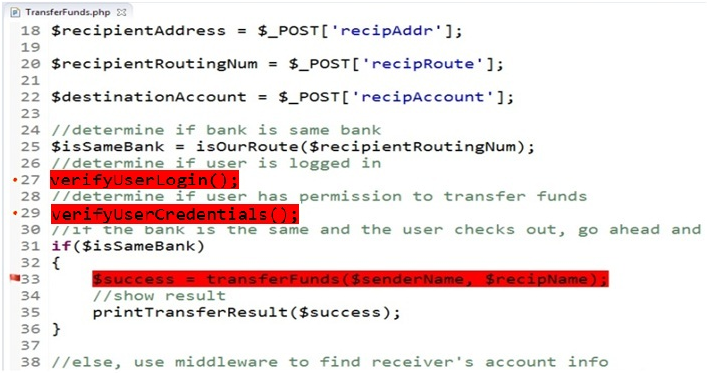 TransferFunds.php
18 $recipientAddress = $_POST['recipAddr'];
19
20 $recipientRoutingNum = $_POST['recipRoute'];
21
22 $destinationAccount = $_POST['recipAccount'];
23
24 //determine if bank is same bank
25 $isSameBank = isOurRoute($recipientRoutingNum);
26 //determine if user is logged in
27 verifyUserLogin();
28 //determine if user has permission to transfer funds
29 verifyUserCredentials();
30 //if the bank is the same and the user checks out, go ahead and
31 if($isSameBank)
32 {
33 $success = transferFunds($senderName, $recipName);
34 //show result
35 printTransferResult($success);
36 }
37
38 //else, use middleware to find receiver's account info